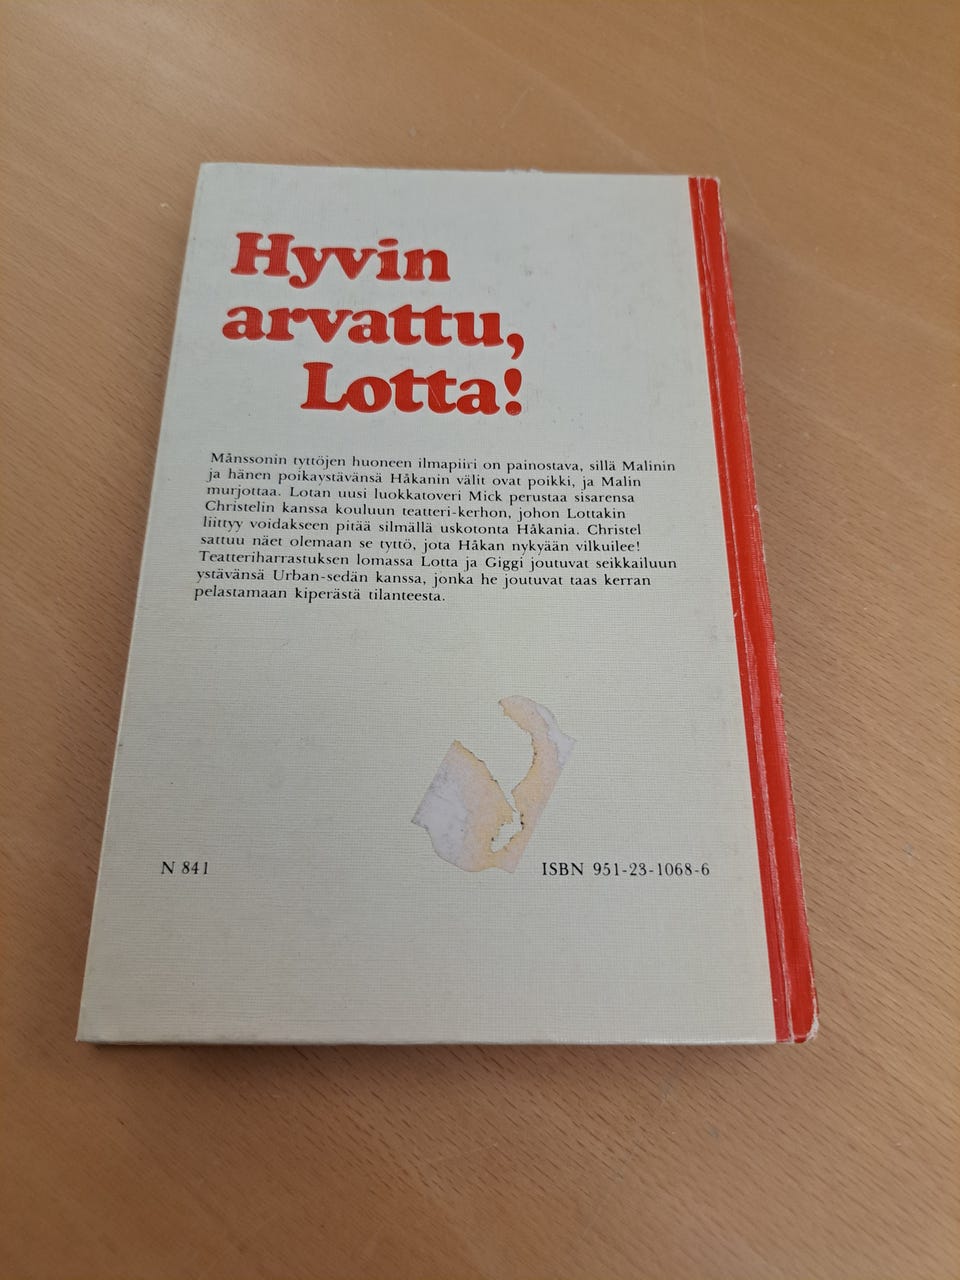 Hyvin
arvattu,
Lotta!
Månssonin tyttöjen huoneen ilmapiiri on painostava, sillä Malinin
ja hänen poikaystävänsä Håkanin välit ovat poikki, ja Malin
murjottaa. Lotan uusi luokkatoveri Mick perustaa sisarensa
Christelin kanssa kouluun teatteri-kerhon, johon Lottakin
liittyy voidakseen pitää silmällä uskotonta Håkania. Christel
sattuu näet olemaan se tyttö, jota Håkan nykyään vilkuilee!
Teatteriharrastuksen lomassa Lotta ja Giggi joutuvat seikkailuun
ystävänsä Urban-sedän kanssa, jonka he joutuvat taas kerran
pelastamaan kiperästä tilanteesta.
N 841
ISBN 951-23-1068-6